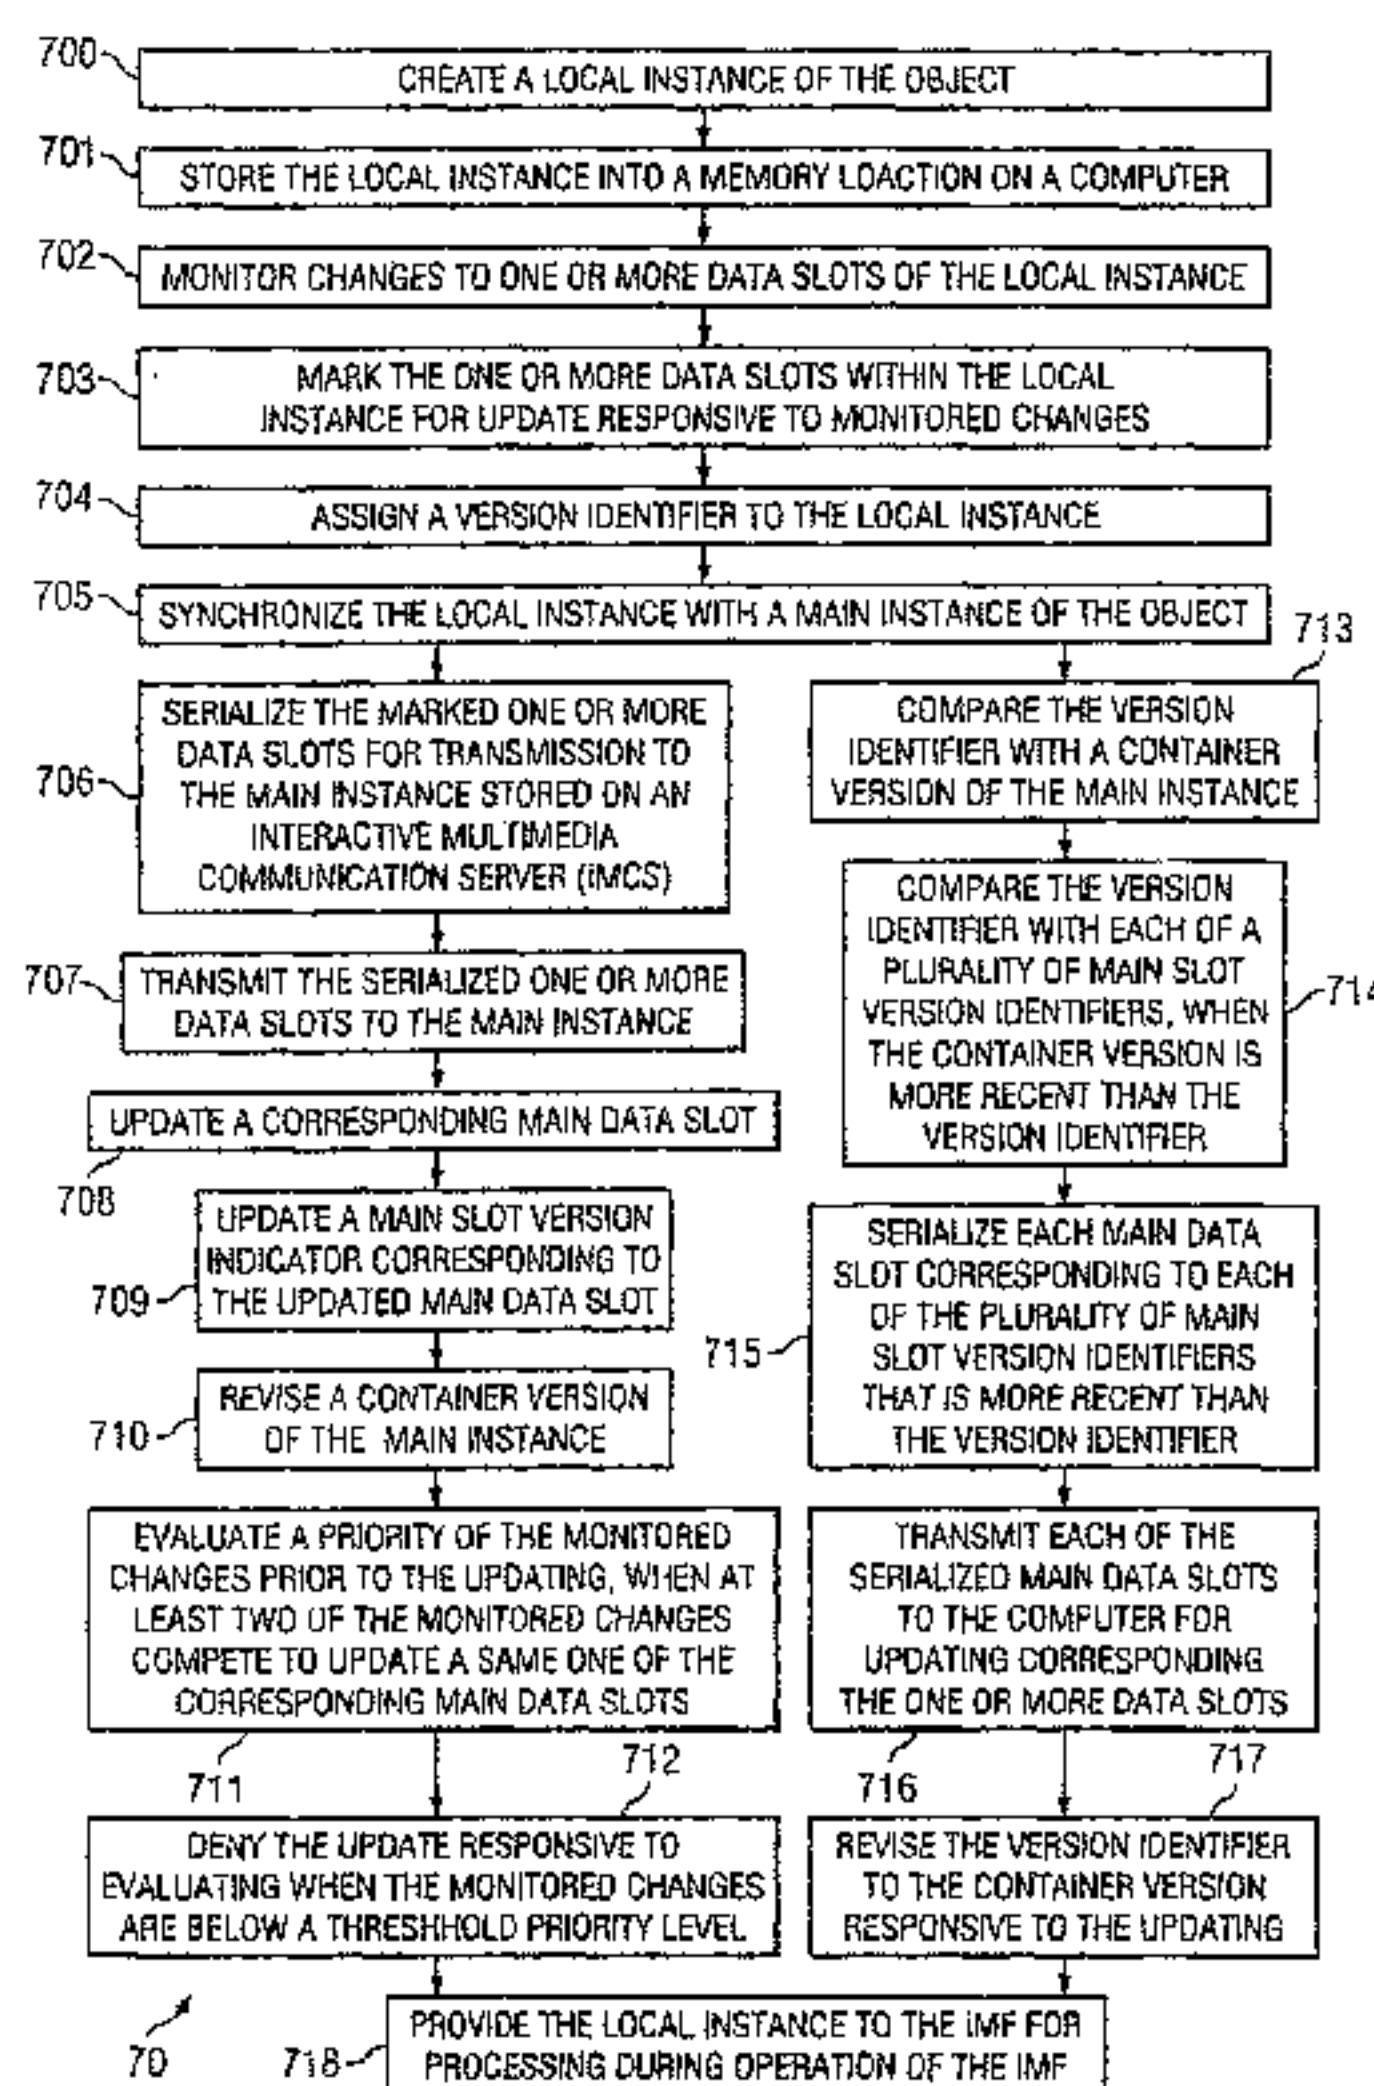 700
CREATE A LOCAL INSTANCE OF THE OBJECT
701
STORE THE LOCAL INSTANCE INTO A MEMORY LOACTION ON A COMPUTER
702
MONITOR CHANGES TO ONE OR MORE DATA SLOTS OF THE LOCAL INSTANCE
703
MARK THE ONE OR MORE DATA SLOTS WITHIN THE LOCAL
INSTANCE FOR UPDATE RESPONSIVE TO MONITORED CHANGES
704
ASSIGN A VERSION IDENTIFIER TO THE LOCAL INSTANCE
705
SYNCHRONIZE THE LOCAL INSTANCE WITH A MAIN INSTANCE OF THE OBJECT
706
SERIALIZE THE MARKED ONE OR MORE
DATA SLOTS FOR TRANSMISSION TO
THE MAIN INSTANCE STORED ON AN
INTERACTIVE MULTIMEDIA
COMMUNICATION SERVER (iMCS)
707
TRANSMIT THE SERIALIZED ONE OR MORE
DATA SLOTS TO THE MAIN INSTANCE
UPDATE A CORRESPONDING MAIN DATA SLOT
708
UPDATE A MAIN SLOT VERSION
INDICATOR CORRESPONDING TO
THE UPDATED MAIN DATA SLOT
709
REVISE A CONTAINER VERSION
OF THE MAIN INSTANCE
710
EVALUATE A PRIORITY OF THE MONITORED
CHANGES PRIOR TO THE UPDATING, WHEN AT
LEAST TWO OF THE MONITORED CHANGES
COMPETE TO UPDATE A SAME ONE OF THE
CORRESPONDING MAIN DATA SLOTS
711
712
DENY THE UPDATE RESPONSIVE TO
EVALUATING WHEN THE MONITORED CHANGES
ARE BELOW A THRESHHOLD PRIORITY LEVEL
713
COMPARE THE VERSION
IDENTIFIER WITH A CONTAINER
VERSION OF THE MAIN INSTANCE
COMPARE THE VERSION
IDENTIFIER WITH EACH OF A
PLURALITY OF MAIN SLOT
VERSION IDENTIFIERS, WHEN
THE CONTAINER VERSION IS
MORE RECENT THAN THE
VERSION IDENTIFIER
714
SERIALIZE EACH MAIN DATA
SLOT CORRESPONDING TO EACH
OF THE PLURALITY OF MAIN
SLOT VERSION IDENTIFIERS
THAT IS MORE RECENT THAN
THE VERSION IDENTIFIER
715
TRANSMIT EACH OF THE
SERIALIZED MAIN DATA SLOTS
TO THE COMPUTER FOR
UPDATING CORRESPONDING
THE ONE OR MORE DATA SLOTS
716
717
REVISE THE VERSION IDENTIFIER
TO THE CONTAINER VERSION
RESPONSIVE TO THE UPDATING
70
718
PROVIDE THE LOCAL INSTANCE TO THE iMF FOR
PROCESSING DURING OPERATION OF THE IMF